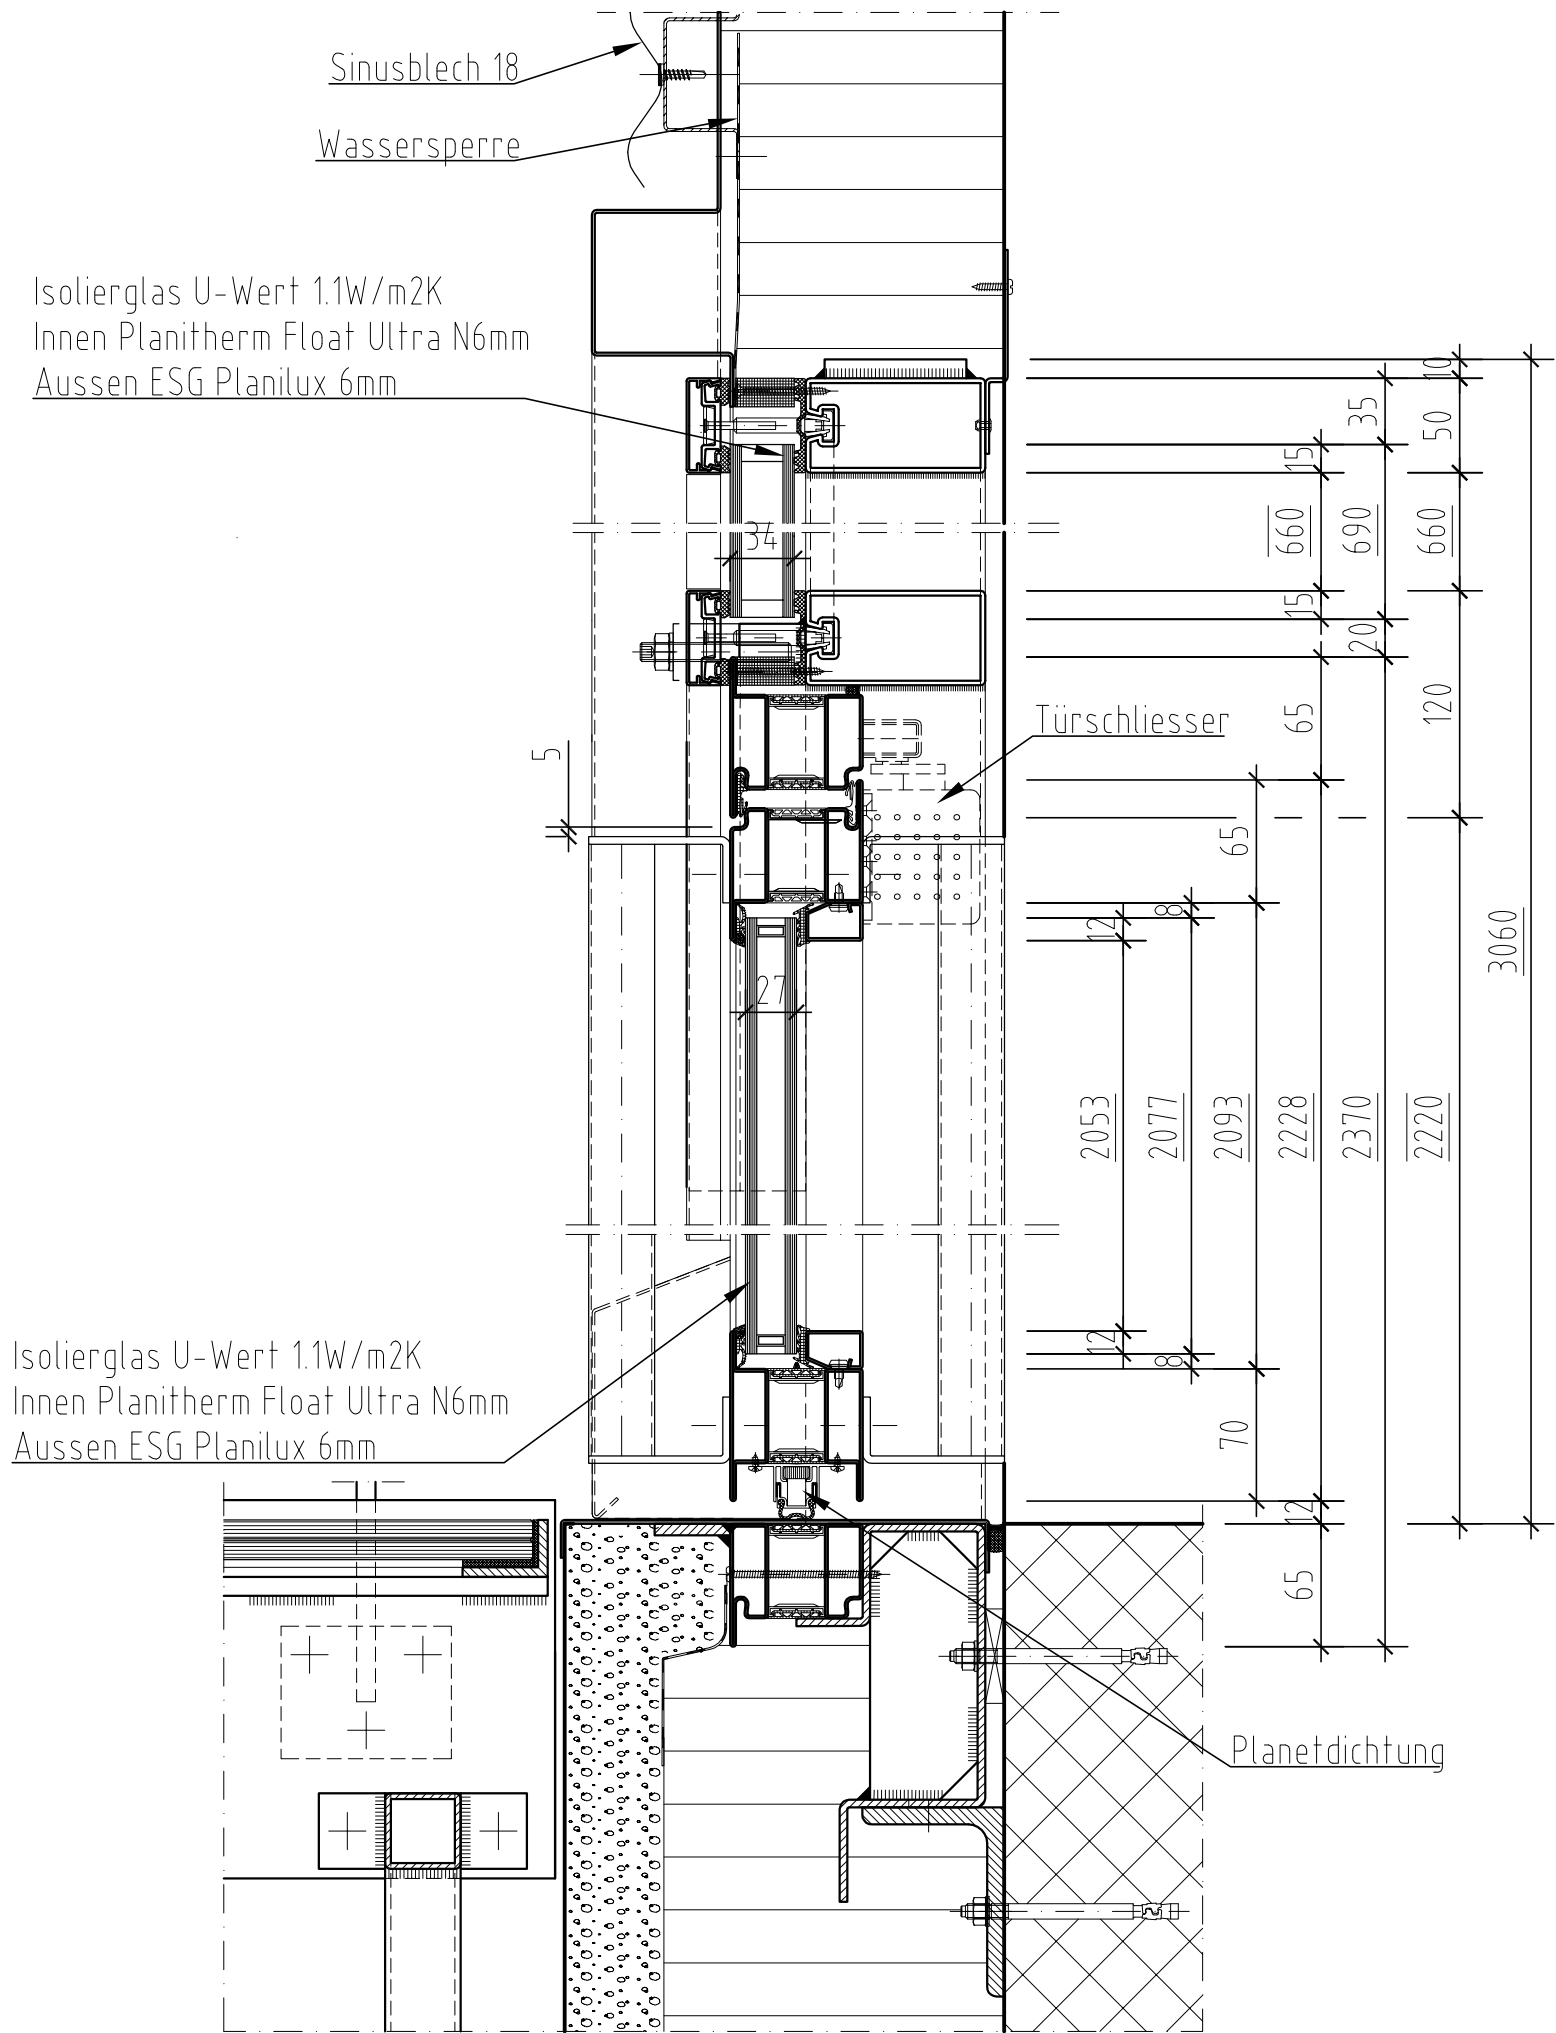 Sinusblech 18
Wassersperre
Isolierglas U-Wert 1.1W/m2K
Innen Planitherm Float Ultra N6mm
Aussen ESG Planilux 6mm
10
35
50
15
34
660
690
660
15
20
65
120
Türschliesser
5
65
8
12
3060
27
2053
2077
2093
2228
2370
2220
12
8
Isolierglas U-Wert 1.1W/m2K
Innen Planitherm Float Ultra N6mm
Aussen ESG Planilux 6mm
70
12
65
Planetdichtung